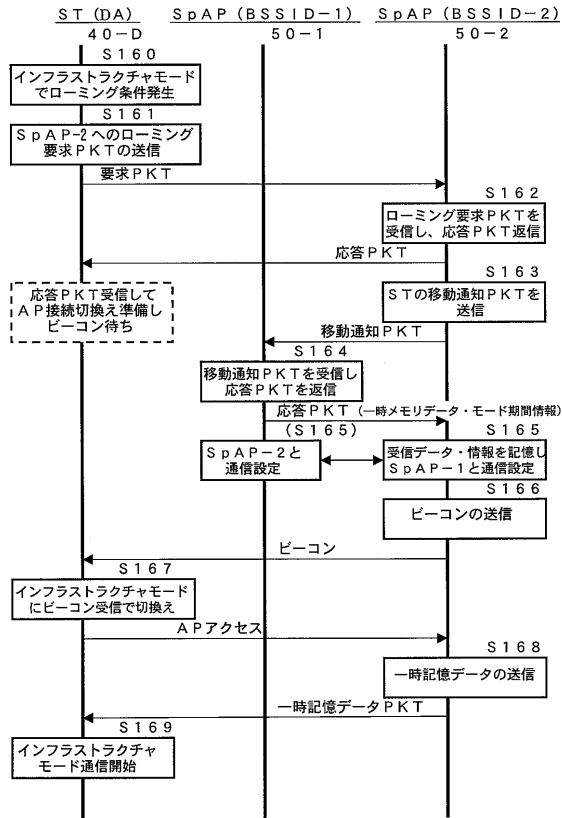 ST (DA)
SpAP (BSSID-1)
SpAP (BSSID-2)
40-D
50-1
50-2
S160
インフラストラクチャモード
でローミング条件発生
S161
SpAP-2へのローミング
要求PKTの送信
要求PKT
S162
ローミング要求PKTを
受信し、応答PKT返信
応答PKT
S163
応答PKT受信して
AP接続切換え準備し
ビーコン待ち
STの移動通知PKTを
送信
移動通知PKT
S164
移動通知PKTを受信し
応答PKTを返信
応答PKT (一時メモリデータ・モード期間情報)
(S165)
S165
SpAP-2と
通信設定
受信データ・情報を記憶し
SpAP-1と通信設定
S166
ビーコンの送信
ビーコン
S167
インフラストラクチャモード
にビーコン受信で切換え
APアクセス
S168
一時記憶データの送信
一時記憶データPKT
S169
インフラストラクチャ
モード通信開始